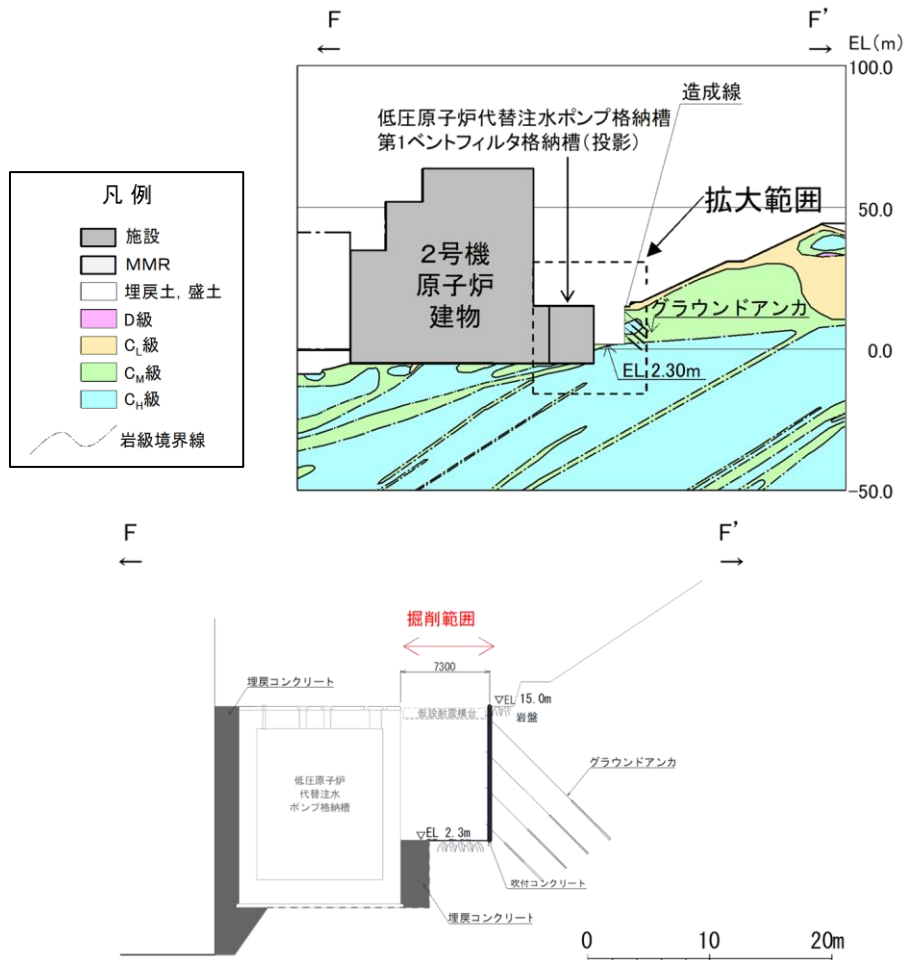 F
F'
←
→
EL(m)
100.0
造成線
低圧原子炉代替注水ポンプ格納槽
第1ベントフィルタ格納槽(投影)
拡大範囲
50.0
2号機
原子炉
建物
グラウンドアンカ
0.0
EL 2.30m
-50.0
凡 例
施設
MMR
埋戻土, 盛土
D級
CL級
CM級
CH級
岩級境界線
F
F'
←
→
掘削範囲
7300
埋戻コンクリート
▽EL 15.0m
仮設耐震構台
岩盤
グラウンドアンカ
低圧原子炉
代替注水
ポンプ格納槽
▽EL 2.3m
吹付コンクリート
埋戻コンクリート
0 10 20m